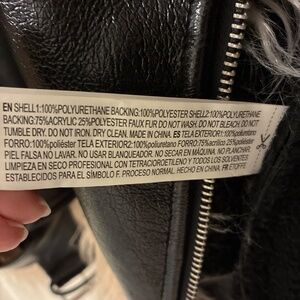 EN SHELL1:100%POLYURETHANE BACKING:100%POLYESTER SHELL2:100%POLYURETHANE
BACKING:75%ACRYLIC 25%POLYESTER FAUX FUR DO NOT WASH. DO NOT BLEACH. DO NOT
TUMBLE DRY. DO NOT IRON. DRY CLEAN. MADE IN CHINA. ES TELA EXTERIOR1:100%poliuretano
FORRO:100%poliéster TELA EXTERIOR2:100%poliuretano FORRO:75%acrílico 25%poliéster
PIEL FALSA NO LAVAR. NO USAR BLANQUEADOR. NO SECAR EN MÁQUINA. NO PLANCHAR.
LIMPIEZA EN SECO PROFESIONAL CON TETRACLOROETILENO Y TODOS LOS SOLVENTES
ESTABLECIDOS PARA EL SÍMBOLO F. PROCESO NORMAL. HECHO EN CHINA. FR ÉTOFFE